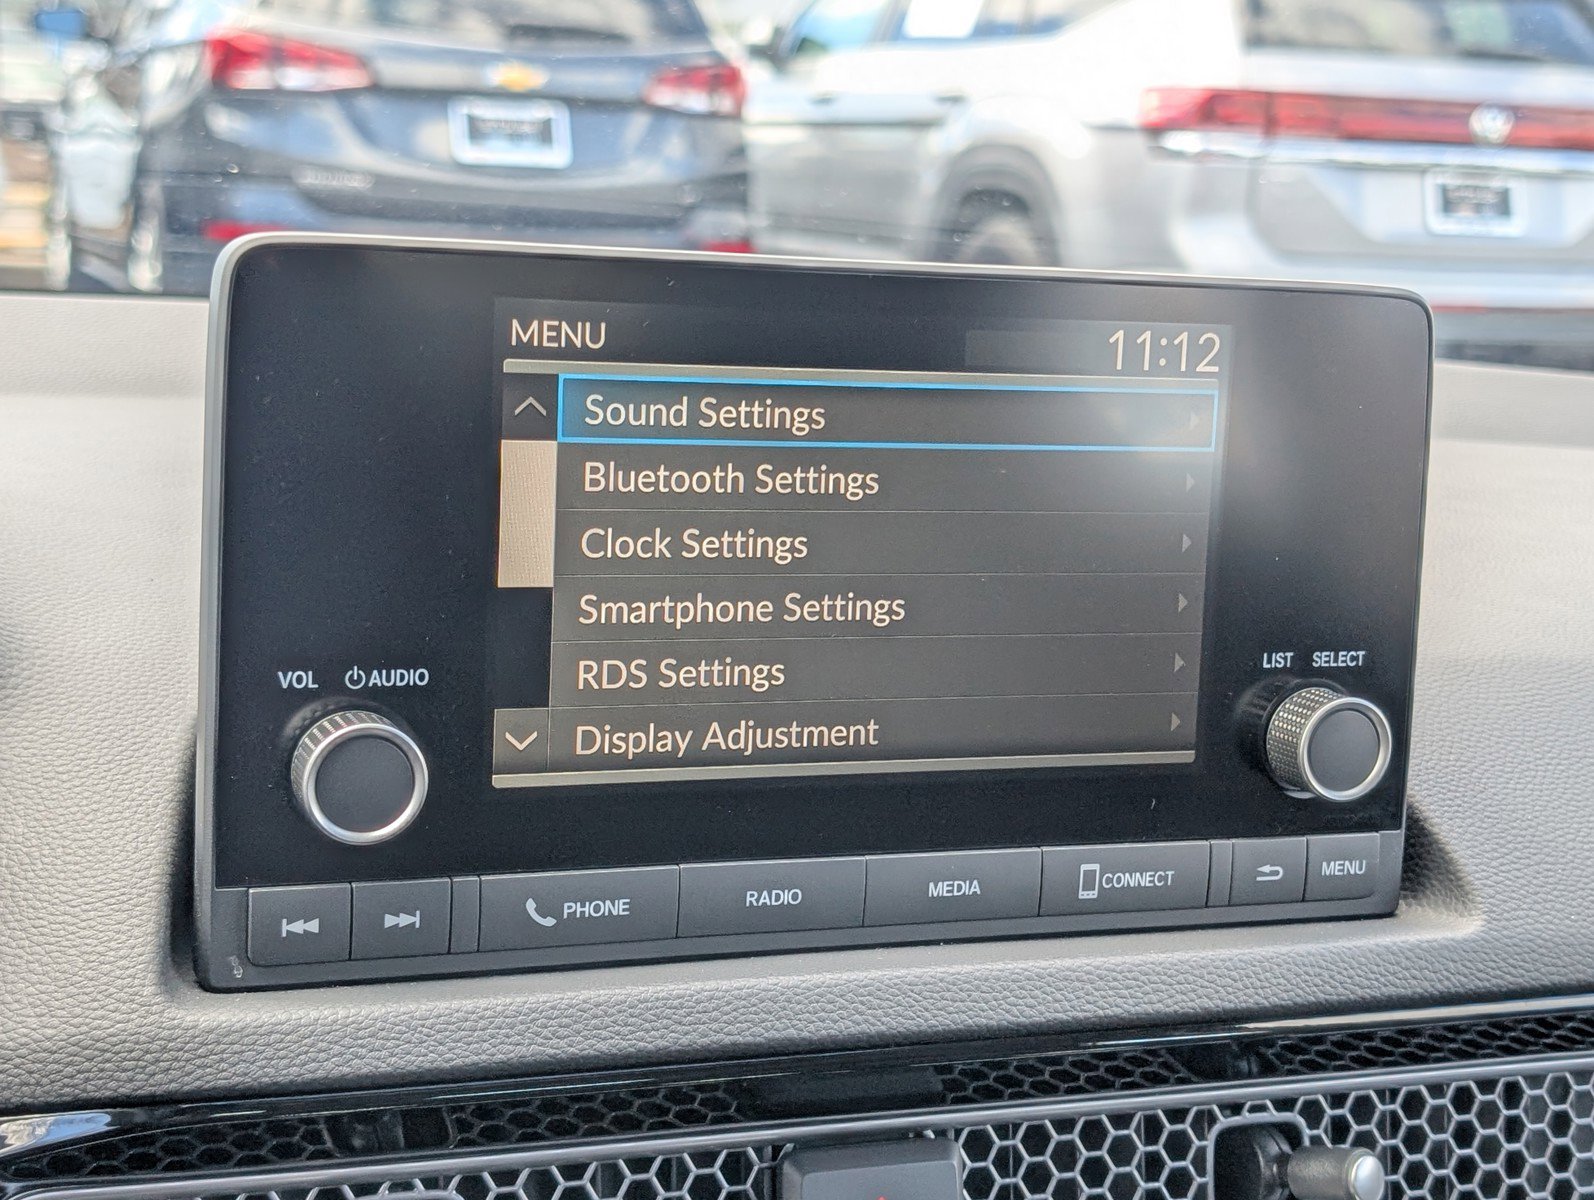 MENU
11:12
Sound Settings
Bluetooth Settings
Clock Settings
Smartphone Settings
RDS Settings
Display Adjustment
VOL AUDIO
LIST SELECT
PHONE
RADIO
MEDIA
CONNECT
MENU